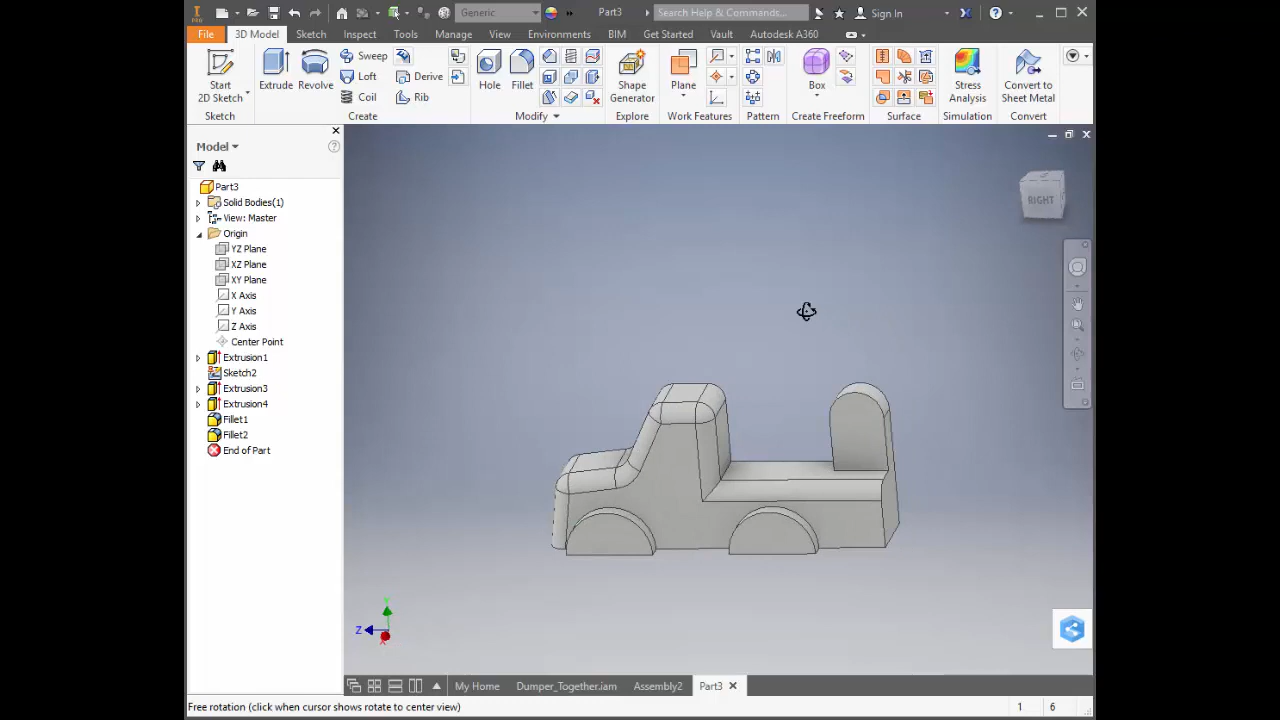 PRO Generic Part3 Search Help & Commands... Sign In
File 3D Model Sketch Inspect Tools Manage View Environments BIM Get Started Vault Autodesk A360
Start 2D Sketch Extrude Revolve Sweep Loft Coil Derive Rib Hole Fillet Shape Generator Plane Box Stress Analysis Convert to Sheet Metal
Sketch Create Modify Explore Work Features Pattern Create Freeform Surface Simulation Convert
Model
Part3
Solid Bodies(1)
View: Master
Origin
YZ Plane
XZ Plane
XY Plane
X Axis
Y Axis
Z Axis
Center Point
Extrusion1
Sketch2
Extrusion3
Extrusion4
Fillet1
Fillet2
End of Part
RIGHT
Y
Z
X
My Home Dumper_Together.iam Assembly2 Part3
Free rotation (click when cursor shows rotate to center view) 1 6